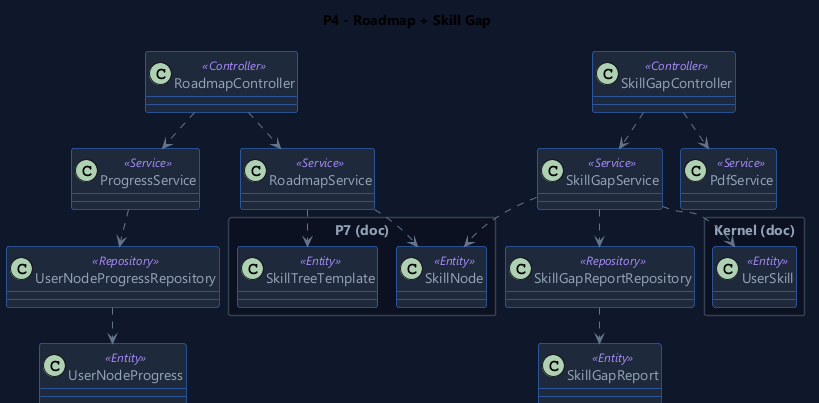 P4 - Roadmap + Skill Gap
«Controller»
C RoadmapController
«Controller»
C SkillGapController
«Service»
C ProgressService
«Service»
C RoadmapService
«Service»
C SkillGapService
«Service»
C PdfService
P7 (doc)
Kernel (doc)
«Repository»
C UserNodeProgressRepository
«Entity»
C SkillTreeTemplate
«Entity»
C SkillNode
«Repository»
C SkillGapReportRepository
«Entity»
C UserSkill
«Entity»
C UserNodeProgress
«Entity»
C SkillGapReport